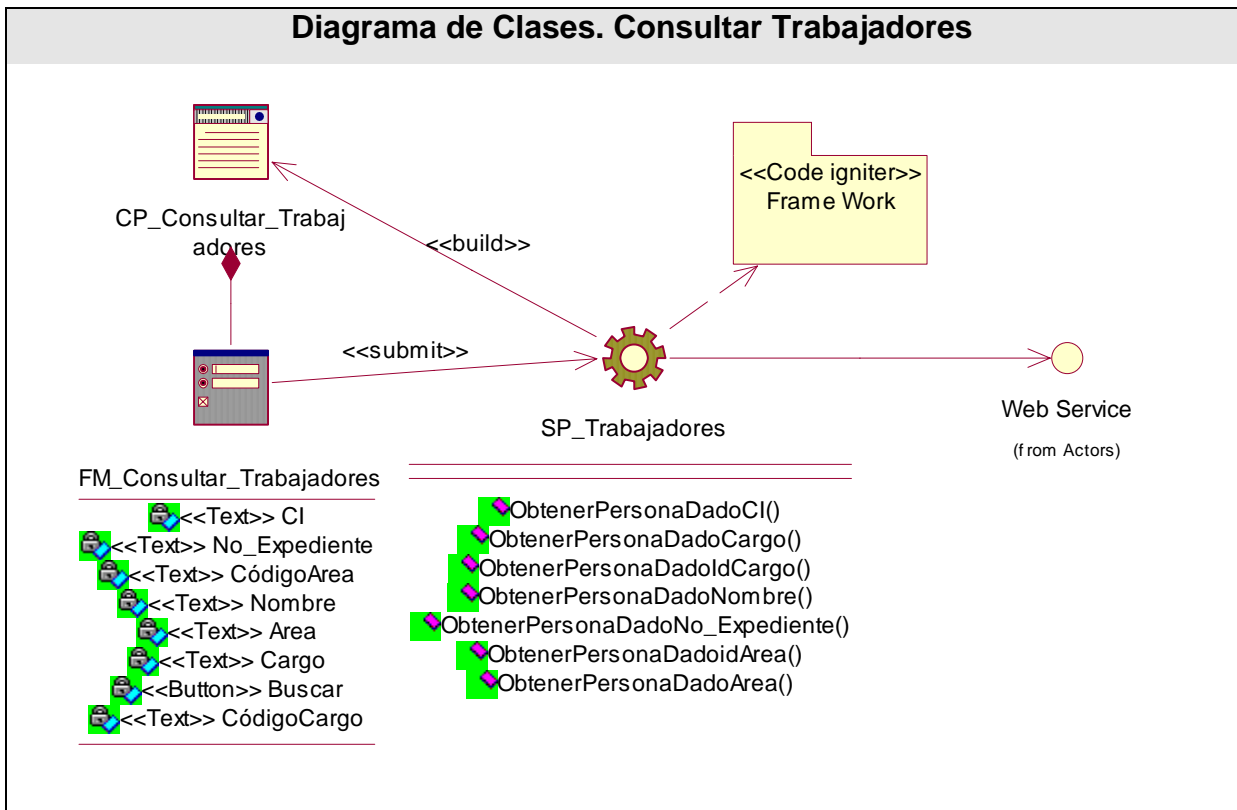 Diagrama de Clases. Consultar Trabajadores
CP_Consultar_Trabaj
adores
<<build>>
<<Code igniter>>
Frame Work
<<submit>>
SP_Trabajadores
Web Service
(from Actors)
FM_Consultar_Trabajadores
<<Text>> CI
<<Text>> No_Expediente
<<Text>> CódigoArea
<<Text>> Nombre
<<Text>> Area
<<Text>> Cargo
<<Button>> Buscar
<<Text>> CódigoCargo
ObtenerPersonaDadoCI()
ObtenerPersonaDadoCargo()
ObtenerPersonaDadoIdCargo()
ObtenerPersonaDadoNombre()
ObtenerPersonaDadoNo_Expediente()
ObtenerPersonaDadoidArea()
ObtenerPersonaDadoArea()